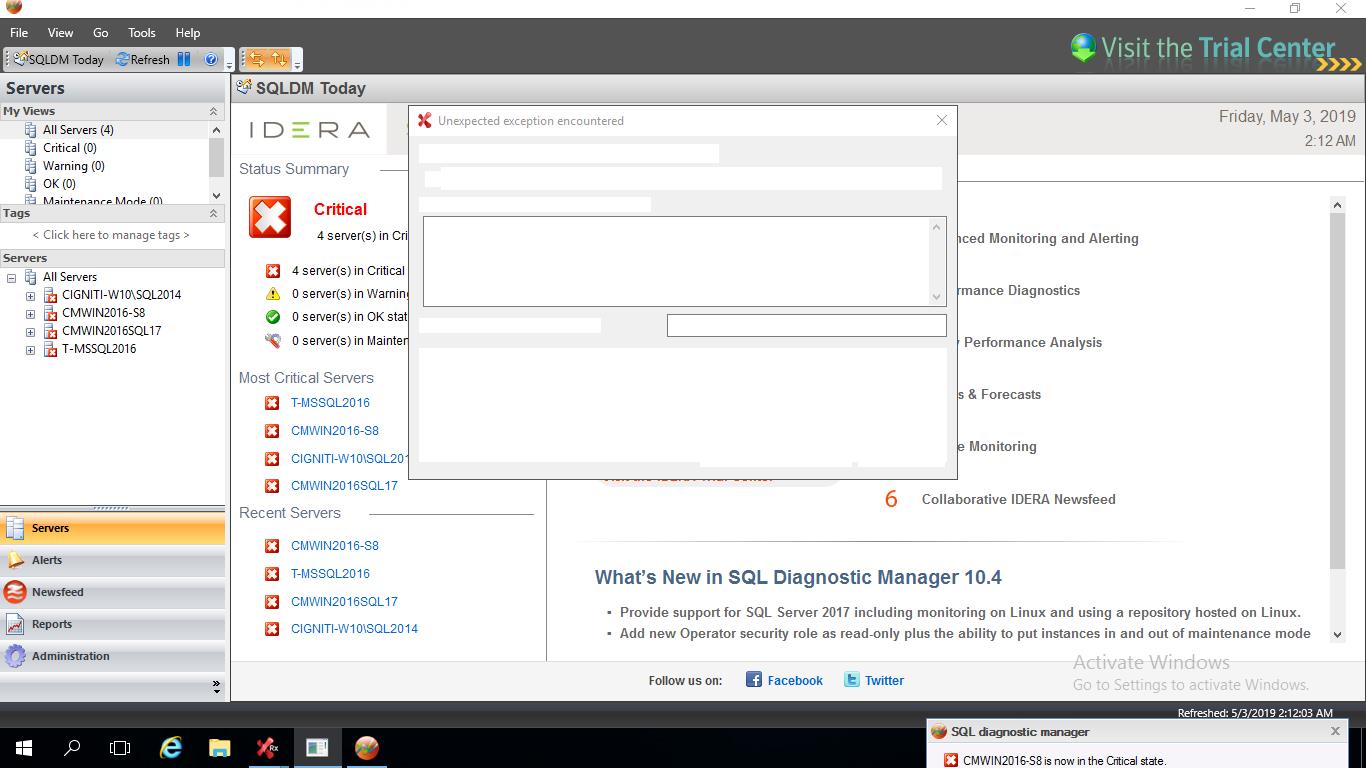 File View Go Tools Help
Visit the Trial Center
SQLDM Today Refresh
Servers
My Views
All Servers (4)
Critical (0)
Warning (0)
OK (0)
Maintenance Mode (0)
Tags
< Click here to manage tags >
Servers
All Servers
CIGNITI-W10\SQL2014
CMWIN2016-S8
CMWIN2016SQL17
T-MSSQL2016
Servers
Alerts
Newsfeed
Reports
Administration
SQLDM Today
IDERA
Friday, May 3, 2019
2:12 AM
Status Summary
Critical
4 server(s) in Cri
4 server(s) in Critical
0 server(s) in Warning
0 server(s) in OK stat
0 server(s) in Mainten
Most Critical Servers
T-MSSQL2016
CMWIN2016-S8
CIGNITI-W10\SQL201
CMWIN2016SQL17
Recent Servers
CMWIN2016-S8
T-MSSQL2016
CMWIN2016SQL17
CIGNITI-W10\SQL2014
Unexpected exception encountered
nced Monitoring and Alerting
rmance Diagnostics
y Performance Analysis
s & Forecasts
e Monitoring
6 Collaborative IDERA Newsfeed
What's New in SQL Diagnostic Manager 10.4
▪ Provide support for SQL Server 2017 including monitoring on Linux and using a repository hosted on Linux.
▪ Add new Operator security role as read-only plus the ability to put instances in and out of maintenance mode
Activate Windows
Go to Settings to activate Windows.
Follow us on: Facebook Twitter
Refreshed: 5/3/2019 2:12:03 AM
Rx
SQL diagnostic manager
CMWIN2016-S8 is now in the Critical state.